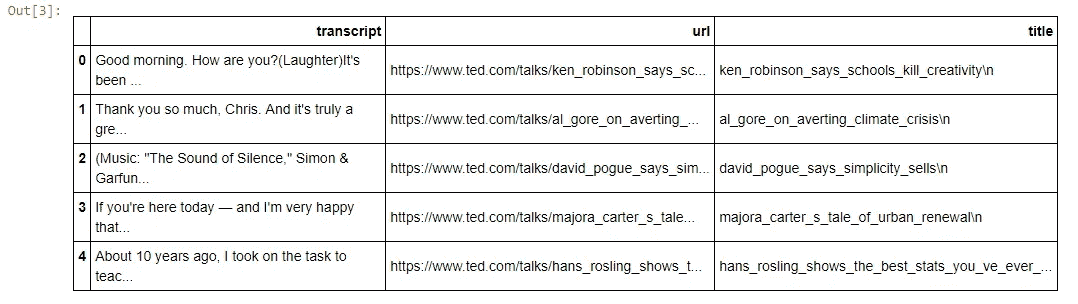 Out[3]:
transcript url title
0 Good morning. How are you?(Laughter)It's been ... https://www.ted.com/talks/ken_robinson_says_sc... ken_robinson_says_schools_kill_creativity\n
1 Thank you so much, Chris. And it's truly a gre... https://www.ted.com/talks/al_gore_on_averting_... al_gore_on_averting_climate_crisis\n
2 (Music: "The Sound of Silence," Simon & Garfun... https://www.ted.com/talks/david_pogue_says_sim... david_pogue_says_simplicity_sells\n
3 If you're here today — and I'm very happy that... https://www.ted.com/talks/majora_carter_s_tale... majora_carter_s_tale_of_urban_renewal\n
4 About 10 years ago, I took on the task to teac... https://www.ted.com/talks/hans_rosling_shows_t... hans_rosling_shows_the_best_stats_you_ve_ever_...